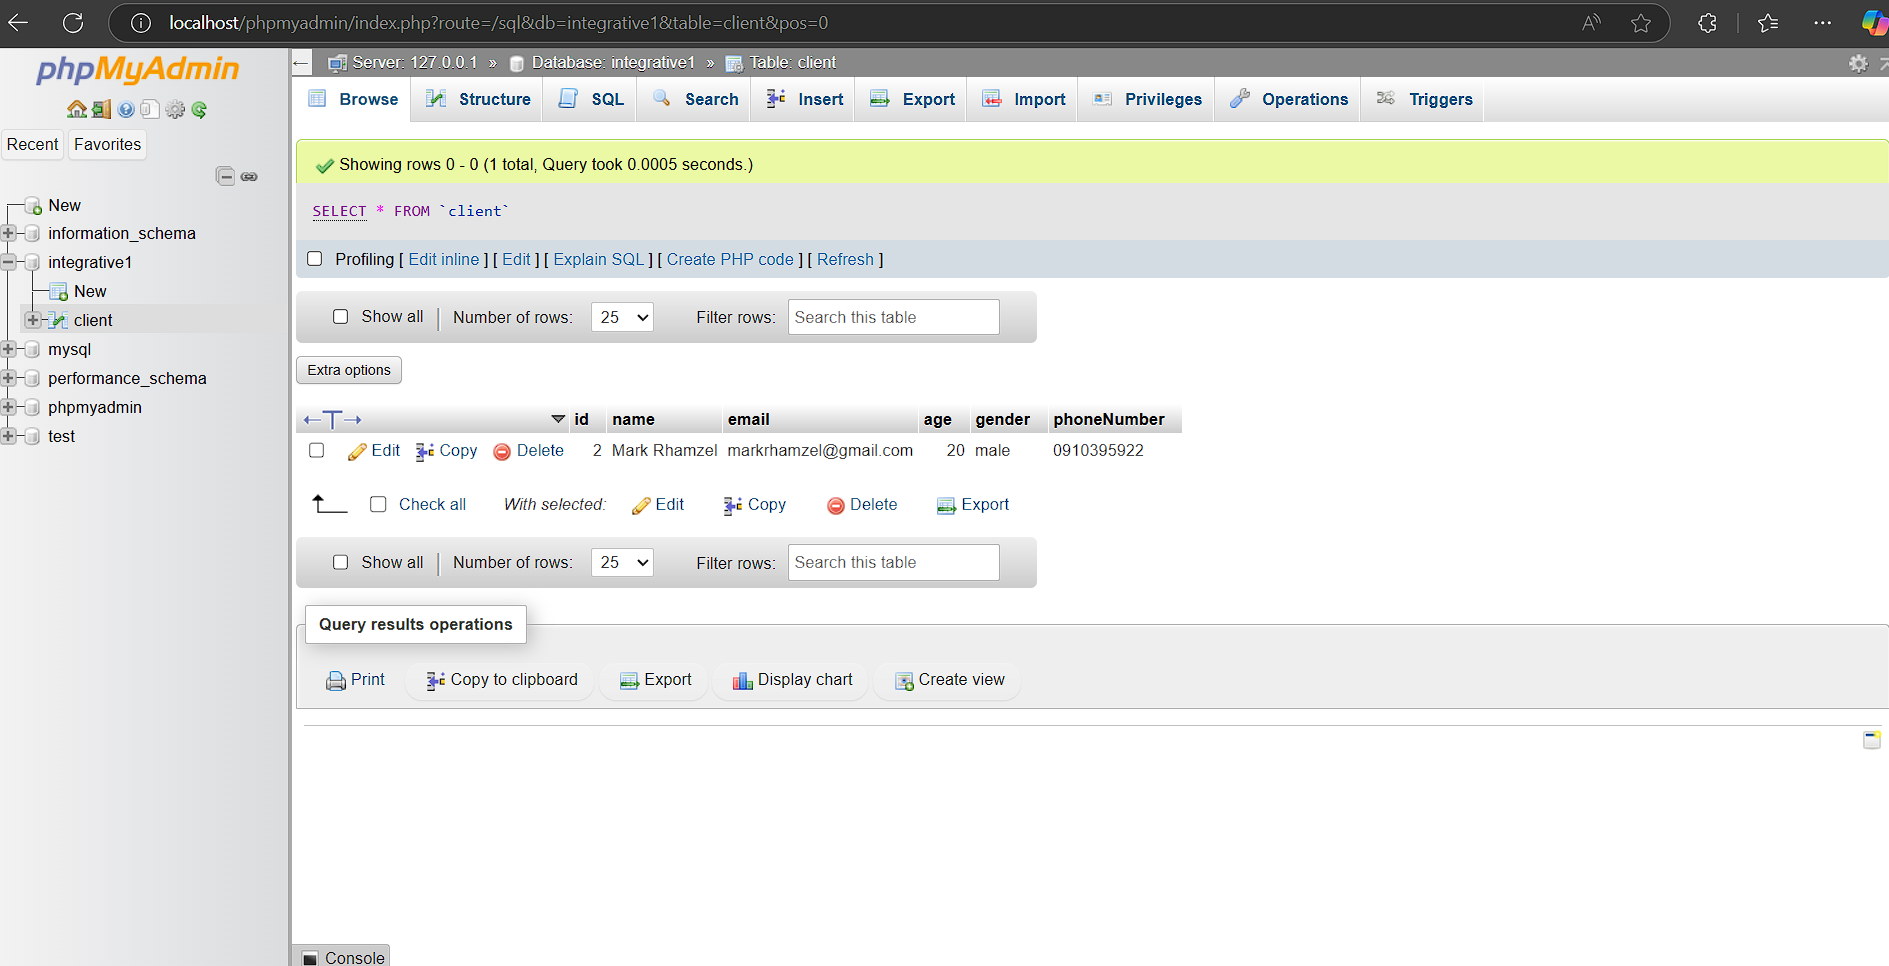 localhost/phpmyadmin/index.php?route=/sql&db=integrative1&table=client&pos=0
phpMyAdmin
Recent Favorites
New
information_schema
integrative1
New
client
mysql
performance_schema
phpmyadmin
test
Server: 127.0.0.1 » Database: integrative1 » Table: client
Browse Structure SQL Search Insert Export Import Privileges Operations Triggers
Showing rows 0 - 0 (1 total, Query took 0.0005 seconds.)
SELECT * FROM `client`
Profiling [ Edit inline ] [ Edit ] [ Explain SQL ] [ Create PHP code ] [ Refresh ]
Show all Number of rows: 25 Filter rows: Search this table
Extra options
←T→ id name email age gender phoneNumber
Edit Copy Delete 2 Mark Rhamzel markrhamzel@gmail.com 20 male 0910395922
Check all With selected: Edit Copy Delete Export
Show all Number of rows: 25 Filter rows: Search this table
Query results operations
Print Copy to clipboard Export Display chart Create view
Console